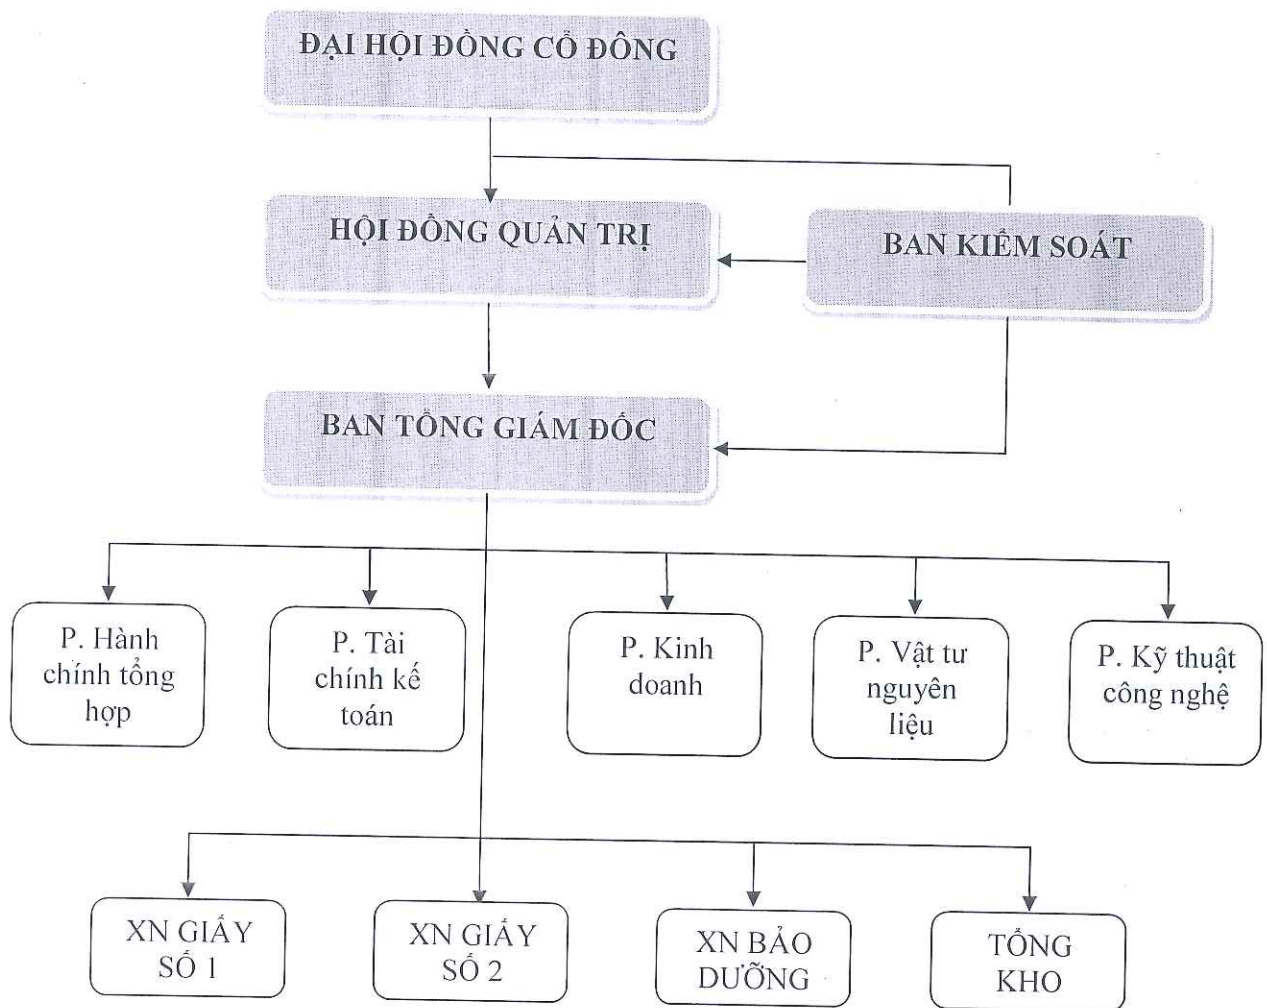 ĐẠI HỘI ĐỒNG CỔ ĐÔNG
HỘI ĐỒNG QUẢN TRỊ
BAN KIỂM SOÁT
BAN TỔNG GIÁM ĐỐC
P. Hành
chính tổng
hợp
P. Tài
chính kế
toán
P. Kinh
doanh
P. Vật tư
nguyên
liệu
P. Kỹ thuật
công nghệ
XN GIẤY
SỐ 1
XN GIẤY
SỐ 2
XN BẢO
DƯỠNG
TỔNG
KHO